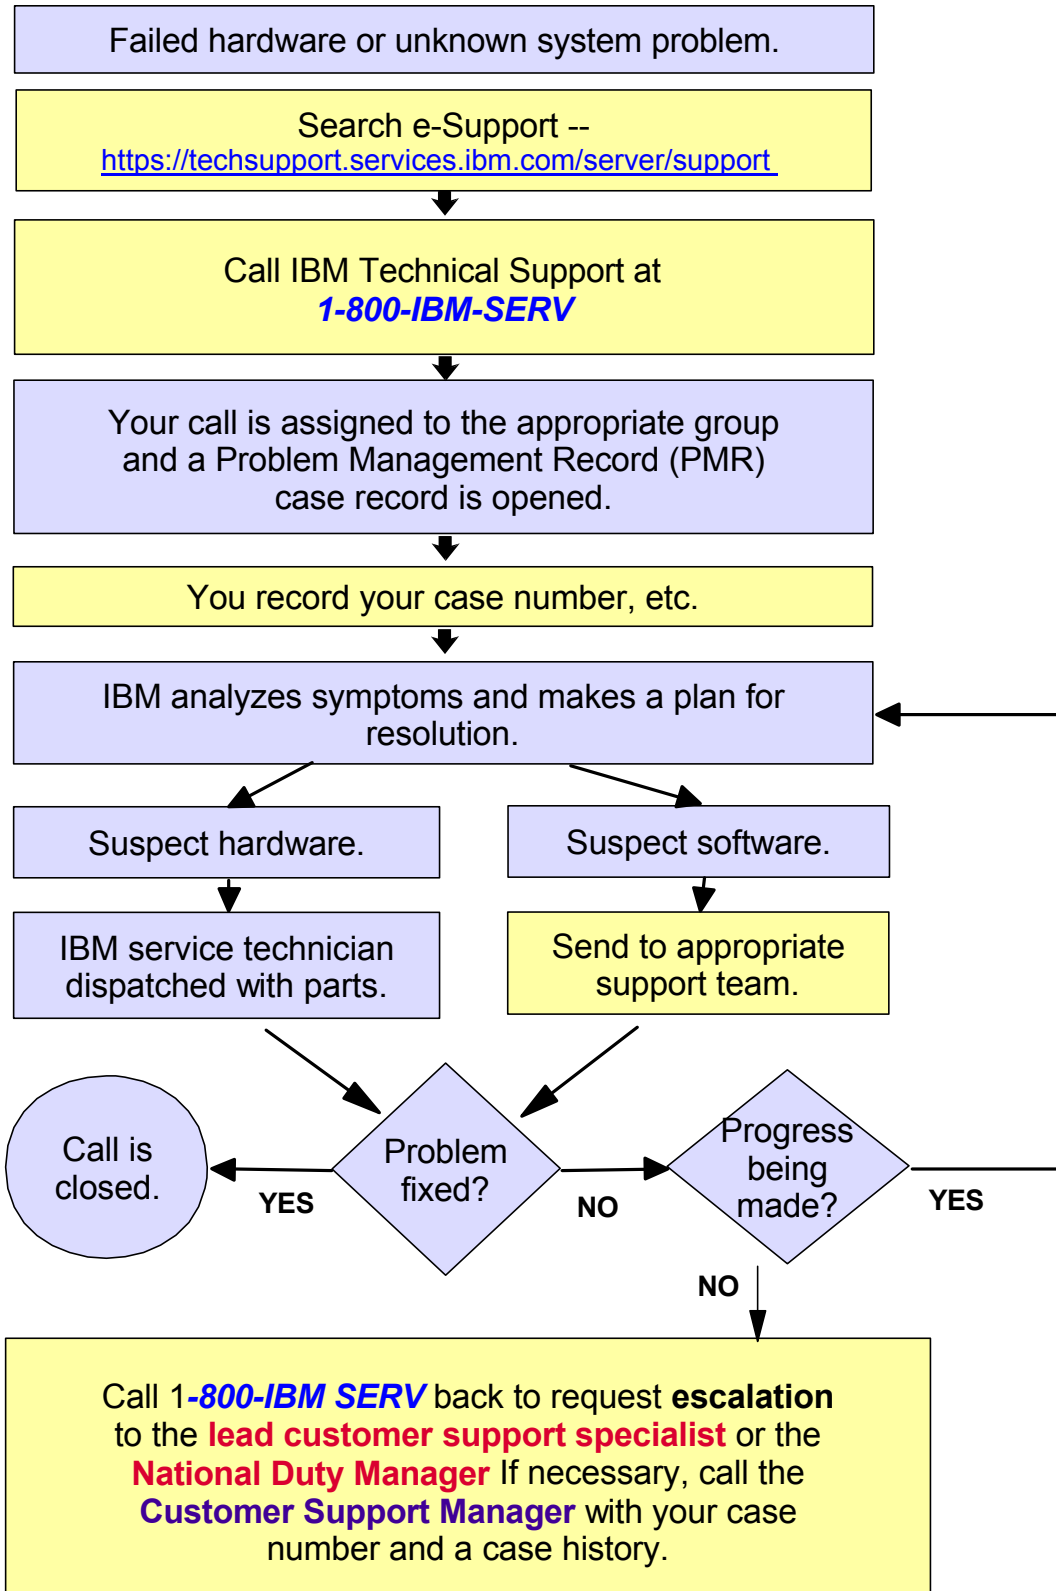 Failed hardware or unknown system problem.
Search e-Support --
https://techsupport.services.ibm.com/server/support
Call IBM Technical Support at
1-800-IBM-SERV
Your call is assigned to the appropriate group
and a Problem Management Record (PMR)
case record is opened.
You record your case number, etc.
IBM analyzes symptoms and makes a plan for
resolution.
Suspect hardware.
Suspect software.
IBM service technician
dispatched with parts.
Send to appropriate
support team.
Call is
closed.
YES
Problem
fixed?
NO
Progress
being
made?
YES
NO
Call 1-800-IBM SERV back to request escalation
to the lead customer support specialist or the
National Duty Manager If necessary, call the
Customer Support Manager with your case
number and a case history.